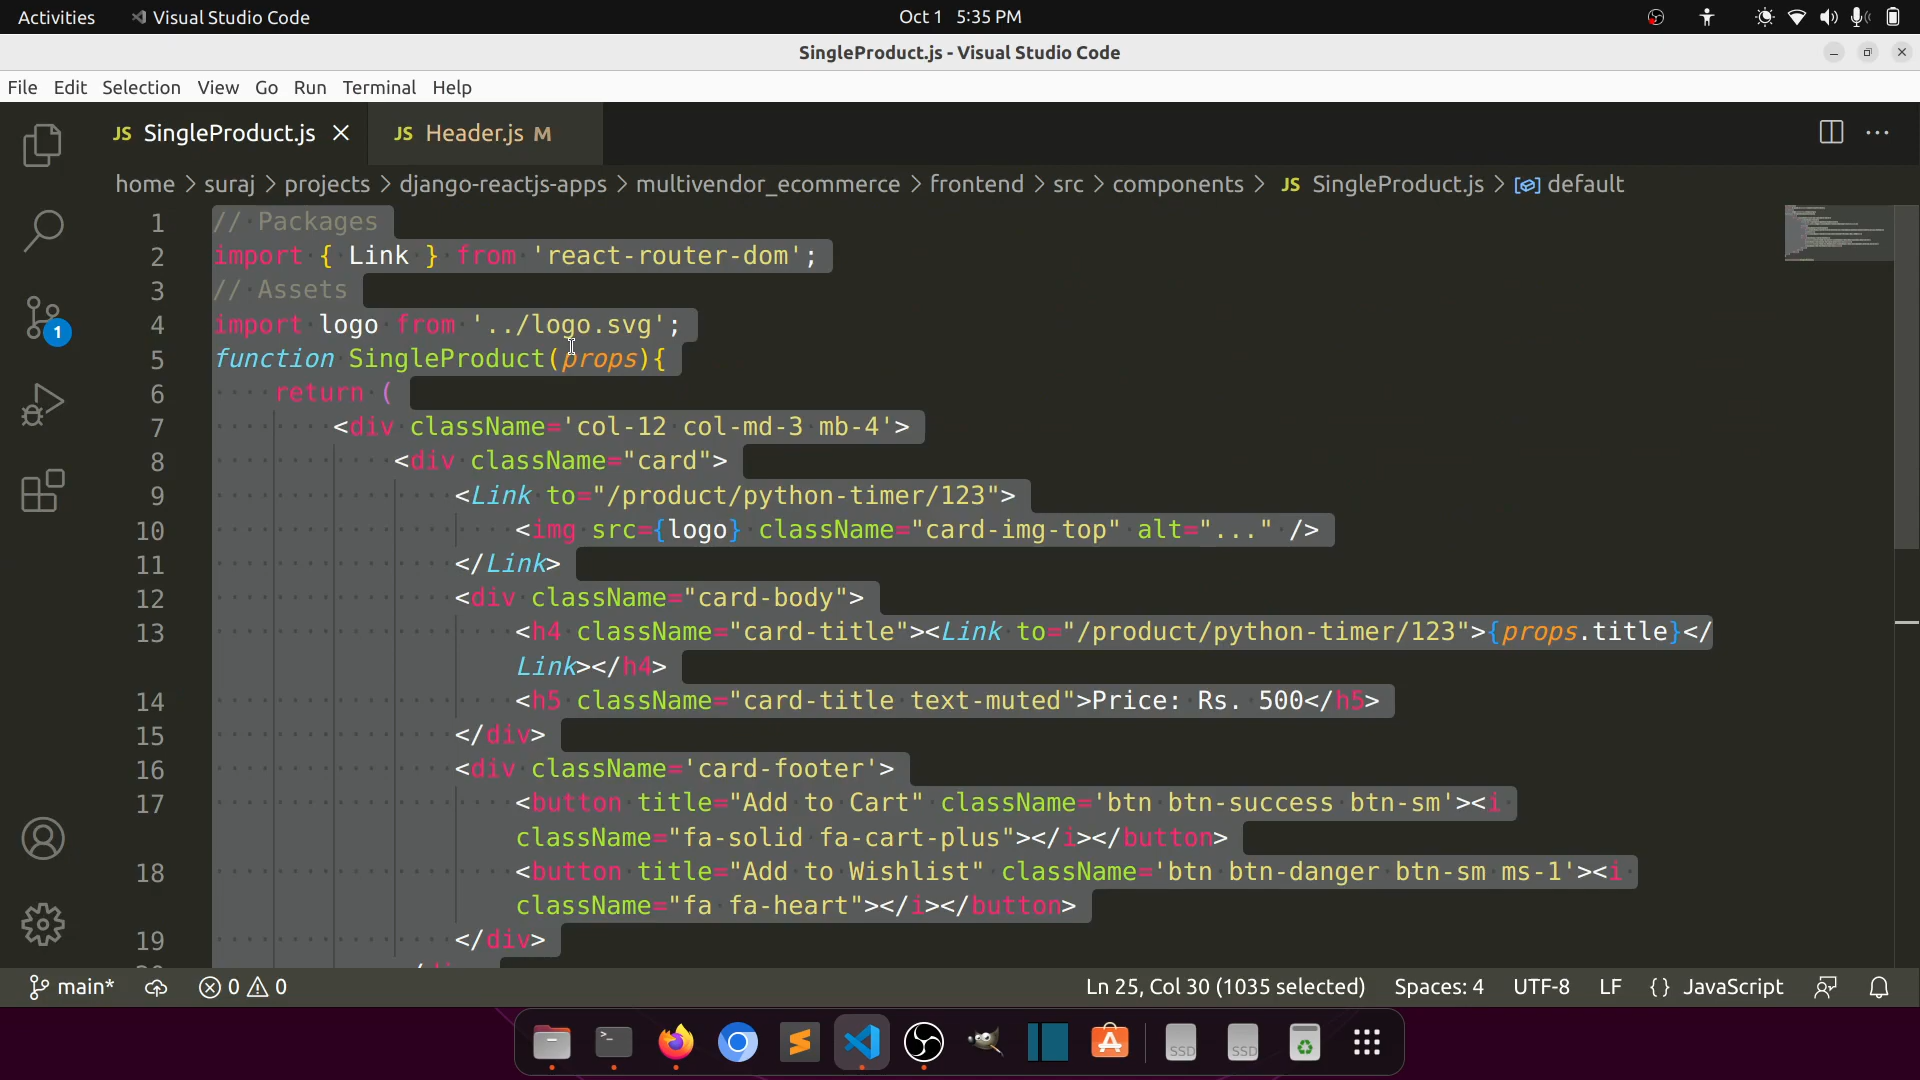 Activities Visual Studio Code Oct 1 5:35 PM
SingleProduct.js - Visual Studio Code
File Edit Selection View Go Run Terminal Help
JS SingleProduct.js JS Header.js M
home > suraj > projects > django-reactjs-apps > multivendor_ecommerce > frontend > src > components > JS SingleProduct.js > default
1 // Packages
2 import { Link } from 'react-router-dom';
3 // Assets
4 import logo from '../logo.svg';
5 function SingleProduct(props){
6 return (
7 <div className='col-12 col-md-3 mb-4'>
8 <div className="card">
9 <Link to="/product/python-timer/123">
10 <img src={logo} className="card-img-top" alt="..." />
11 </Link>
12 <div className="card-body">
13 <h4 className="card-title"><Link to="/product/python-timer/123">{props.title}</
Link></h4>
14 <h5 className="card-title text-muted">Price: Rs. 500</h5>
15 </div>
16 <div className='card-footer'>
17 <button title="Add to Cart" className='btn btn-success btn-sm'><i
className="fa-solid fa-cart-plus"></i></button>
18 <button title="Add to Wishlist" className='btn btn-danger btn-sm ms-1'><i
className="fa fa-heart"></i></button>
19 </div>
1
main* 0 0 Ln 25, Col 30 (1035 selected) Spaces: 4 UTF-8 LF {} JavaScript
SSD SSD